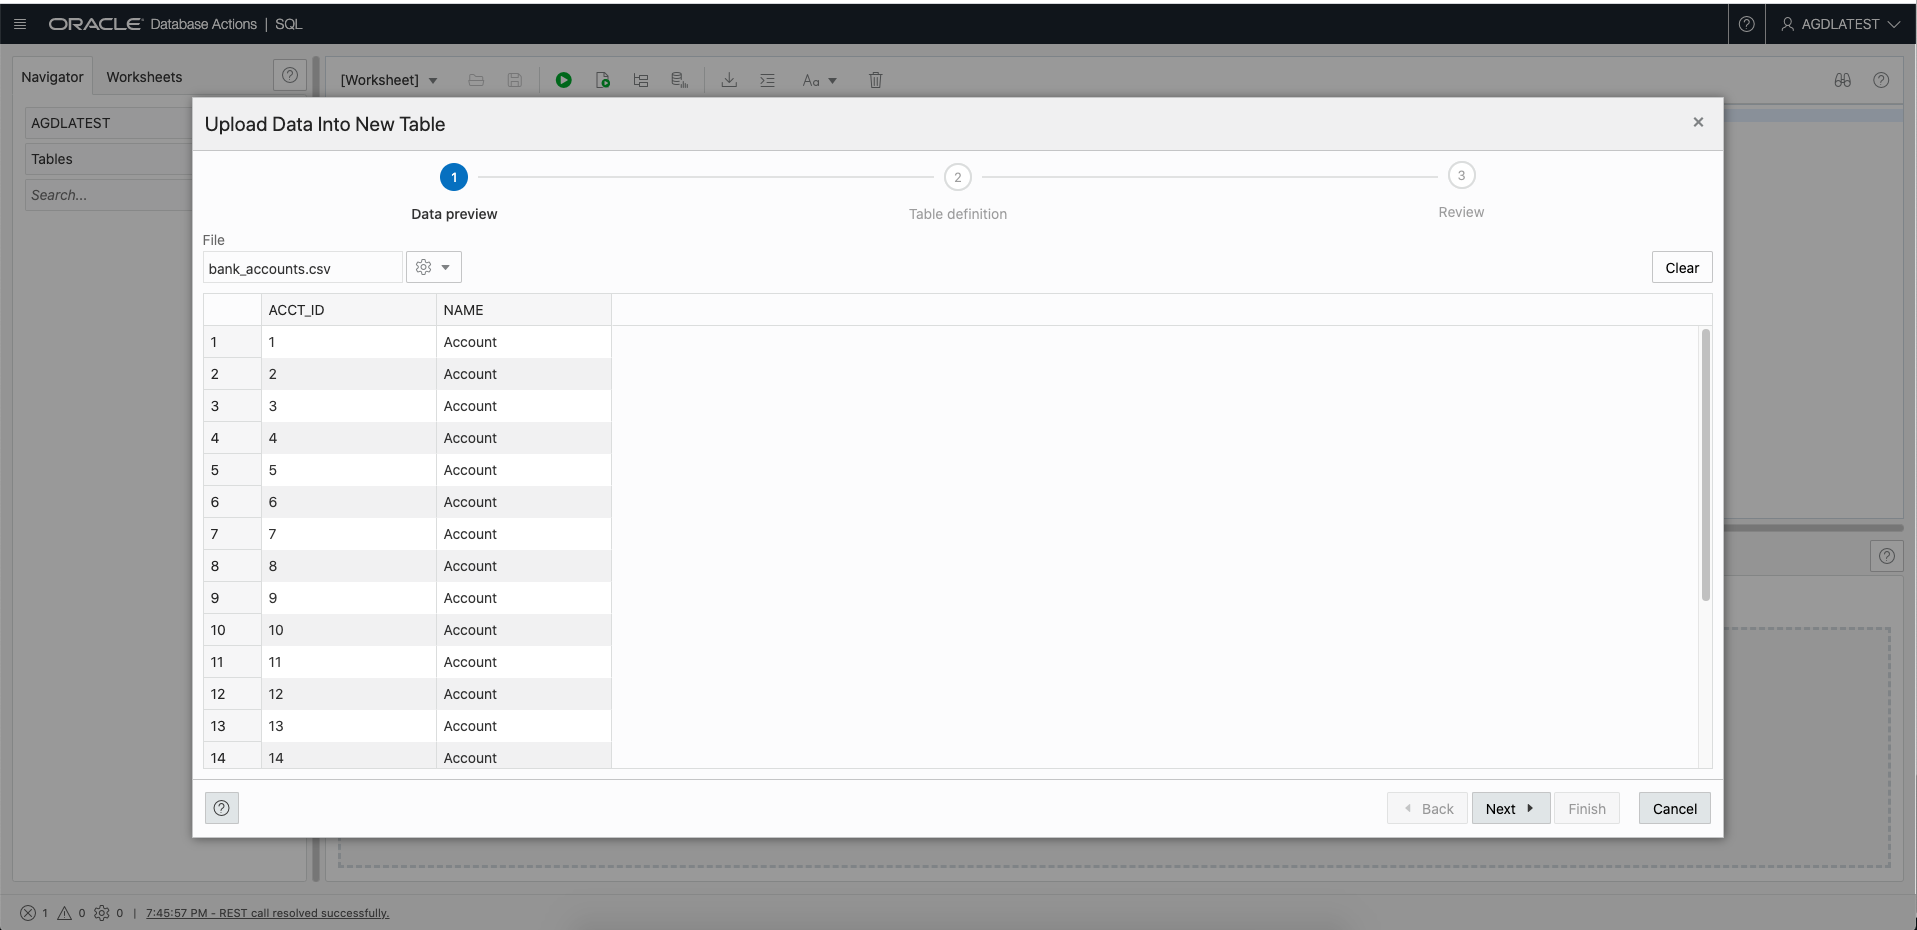 ORACLE Database Actions | SQL
AGDLATEST
Navigator
Worksheets
[Worksheet]
Aa
AGDLATEST
Tables
Search...
Upload Data Into New Table
1
2
3
Data preview
Table definition
Review
File
bank_accounts.csv
Clear
ACCT_ID NAME
1 1 Account
2 2 Account
3 3 Account
4 4 Account
5 5 Account
6 6 Account
7 7 Account
8 8 Account
9 9 Account
10 10 Account
11 11 Account
12 12 Account
13 13 Account
14 14 Account
Back
Next
Finish
Cancel
1 0 0 | 7:45:57 PM - REST call resolved successfully.